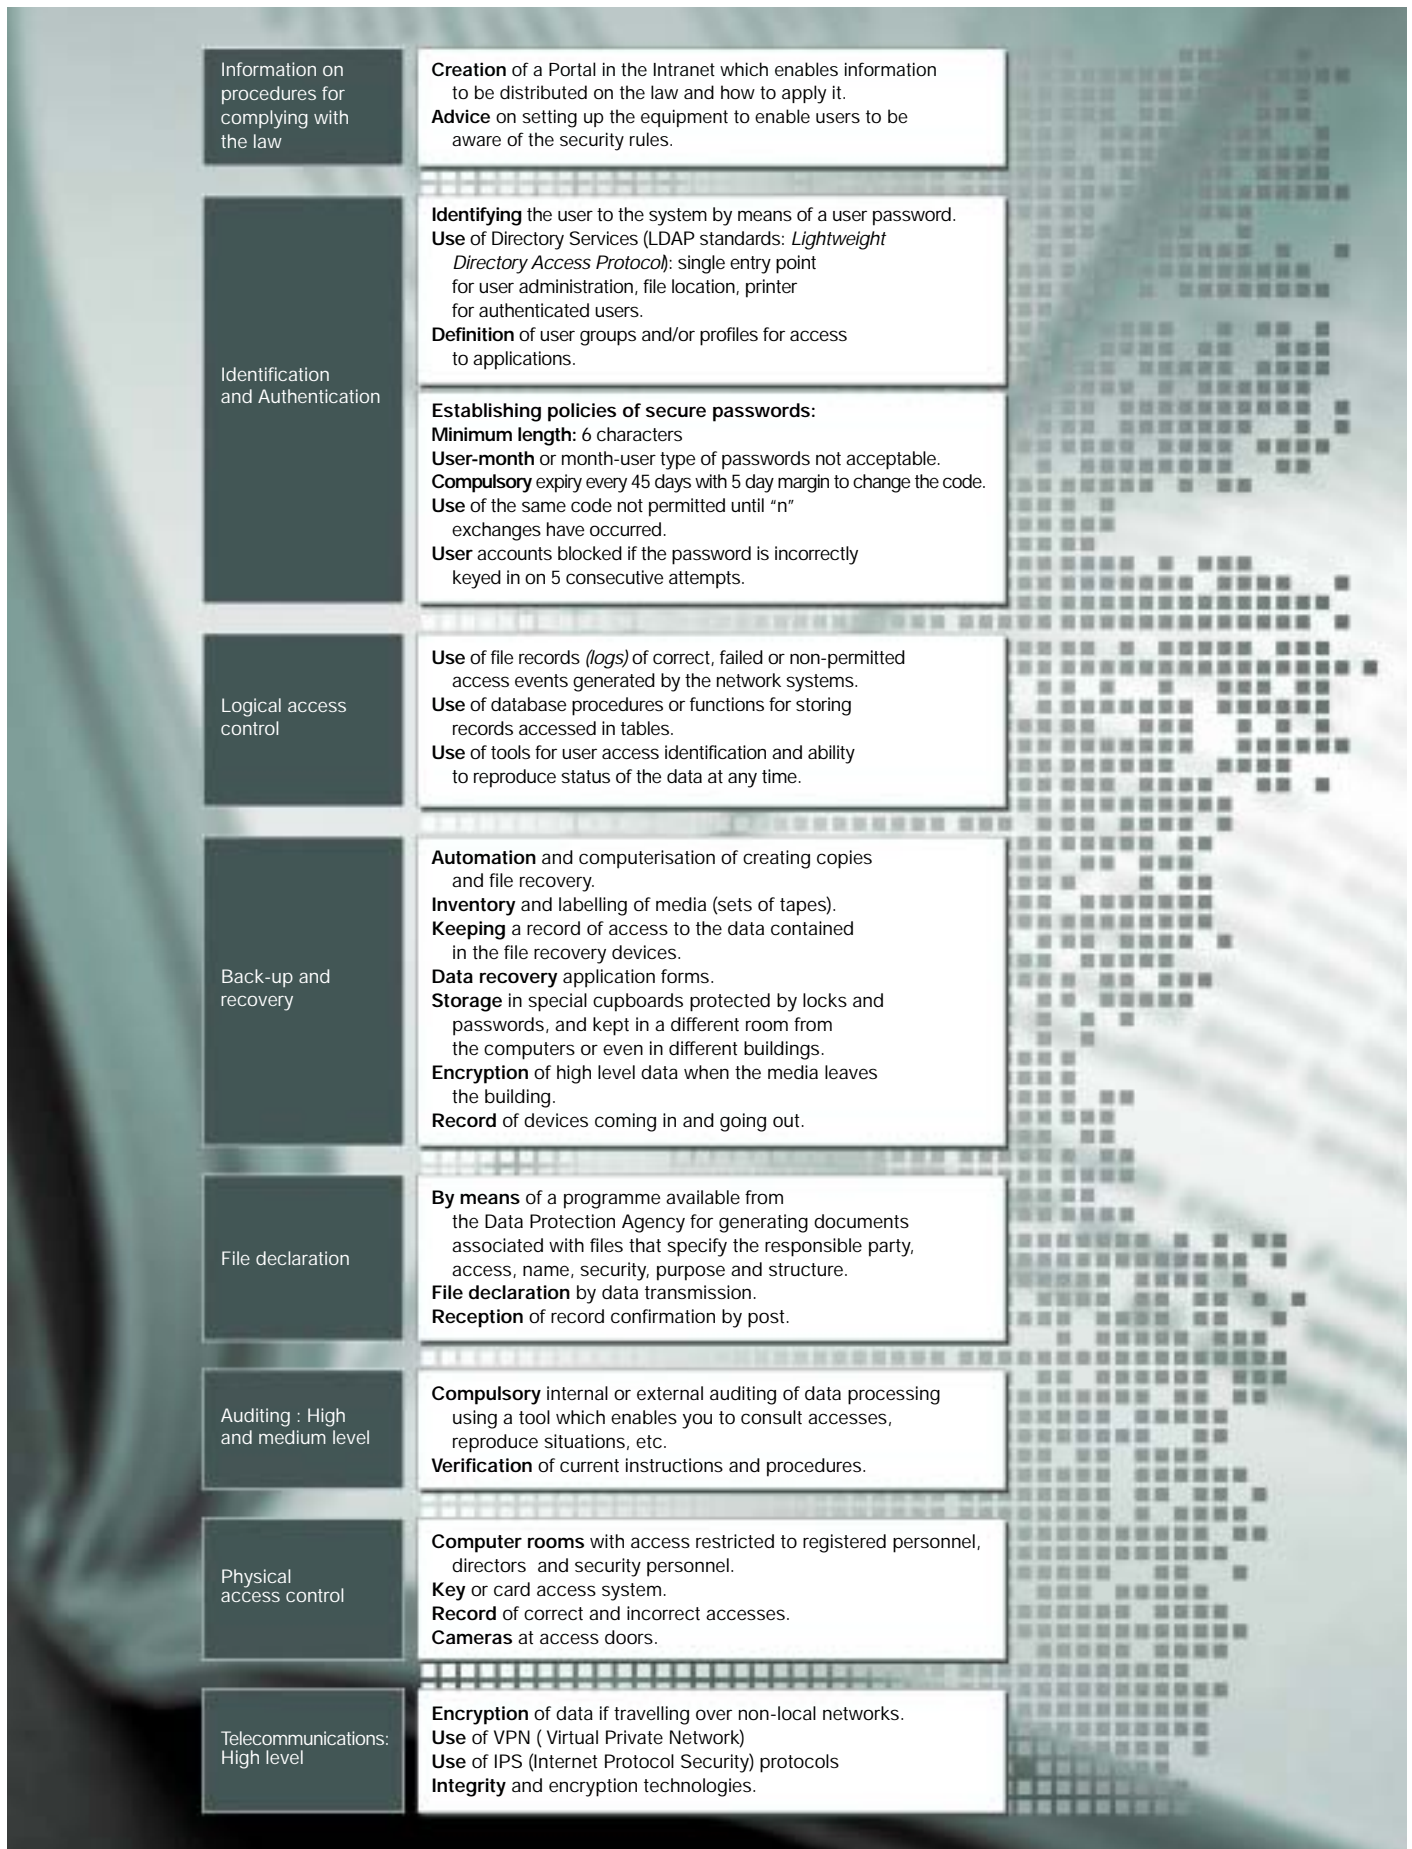 Information on
procedures for
complying with
the law
Creation of a Portal in the Intranet which enables information
to be distributed on the law and how to apply it.
Advice on setting up the equipment to enable users to be
aware of the security rules.
Identification
and Authentication
Identifying the user to the system by means of a user password.
Use of Directory Services (LDAP standards: Lightweight
Directory Access Protocol): single entry point
for user administration, file location, printer
for authenticated users.
Definition of user groups and/or profiles for access
to applications.
Establishing policies of secure passwords:
Minimum length: 6 characters
User-month or month-user type of passwords not acceptable.
Compulsory expiry every 45 days with 5 day margin to change the code.
Use of the same code not permitted until “n”
exchanges have occurred.
User accounts blocked if the password is incorrectly
keyed in on 5 consecutive attempts.
Logical access
control
Use of file records (logs) of correct, failed or non-permitted
access events generated by the network systems.
Use of database procedures or functions for storing
records accessed in tables.
Use of tools for user access identification and ability
to reproduce status of the data at any time.
Back-up and
recovery
Automation and computerisation of creating copies
and file recovery.
Inventory and labelling of media (sets of tapes).
Keeping a record of access to the data contained
in the file recovery devices.
Data recovery application forms.
Storage in special cupboards protected by locks and
passwords, and kept in a different room from
the computers or even in different buildings.
Encryption of high level data when the media leaves
the building.
Record of devices coming in and going out.
File declaration
By means of a programme available from
the Data Protection Agency for generating documents
associated with files that specify the responsible party,
access, name, security, purpose and structure.
File declaration by data transmission.
Reception of record confirmation by post.
Auditing : High
and medium level
Compulsory internal or external auditing of data processing
using a tool which enables you to consult accesses,
reproduce situations, etc.
Verification of current instructions and procedures.
Physical
access control
Computer rooms with access restricted to registered personnel,
directors and security personnel.
Key or card access system.
Record of correct and incorrect accesses.
Cameras at access doors.
Telecommunications:
High level
Encryption of data if travelling over non-local networks.
Use of VPN ( Virtual Private Network)
Use of IPS (Internet Protocol Security) protocols
Integrity and encryption technologies.